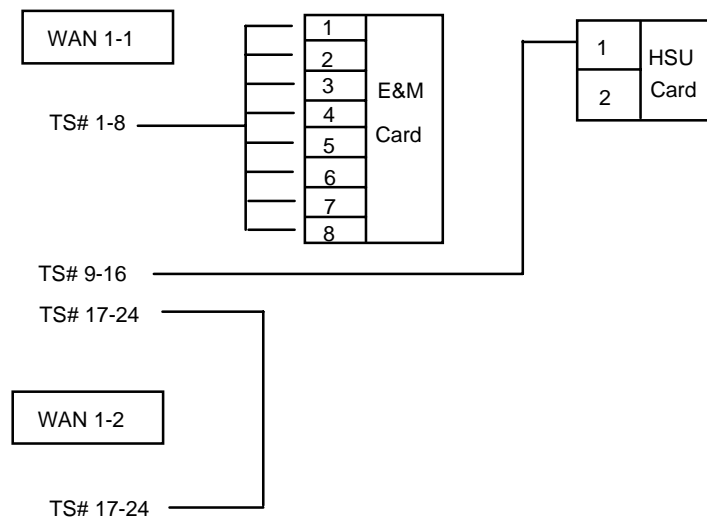 WAN 1-1
TS# 1-8
1
2
3
4
5
6
7
8
E&M
Card
1
2
HSU
Card
TS# 9-16
TS# 17-24
WAN 1-2
TS# 17-24